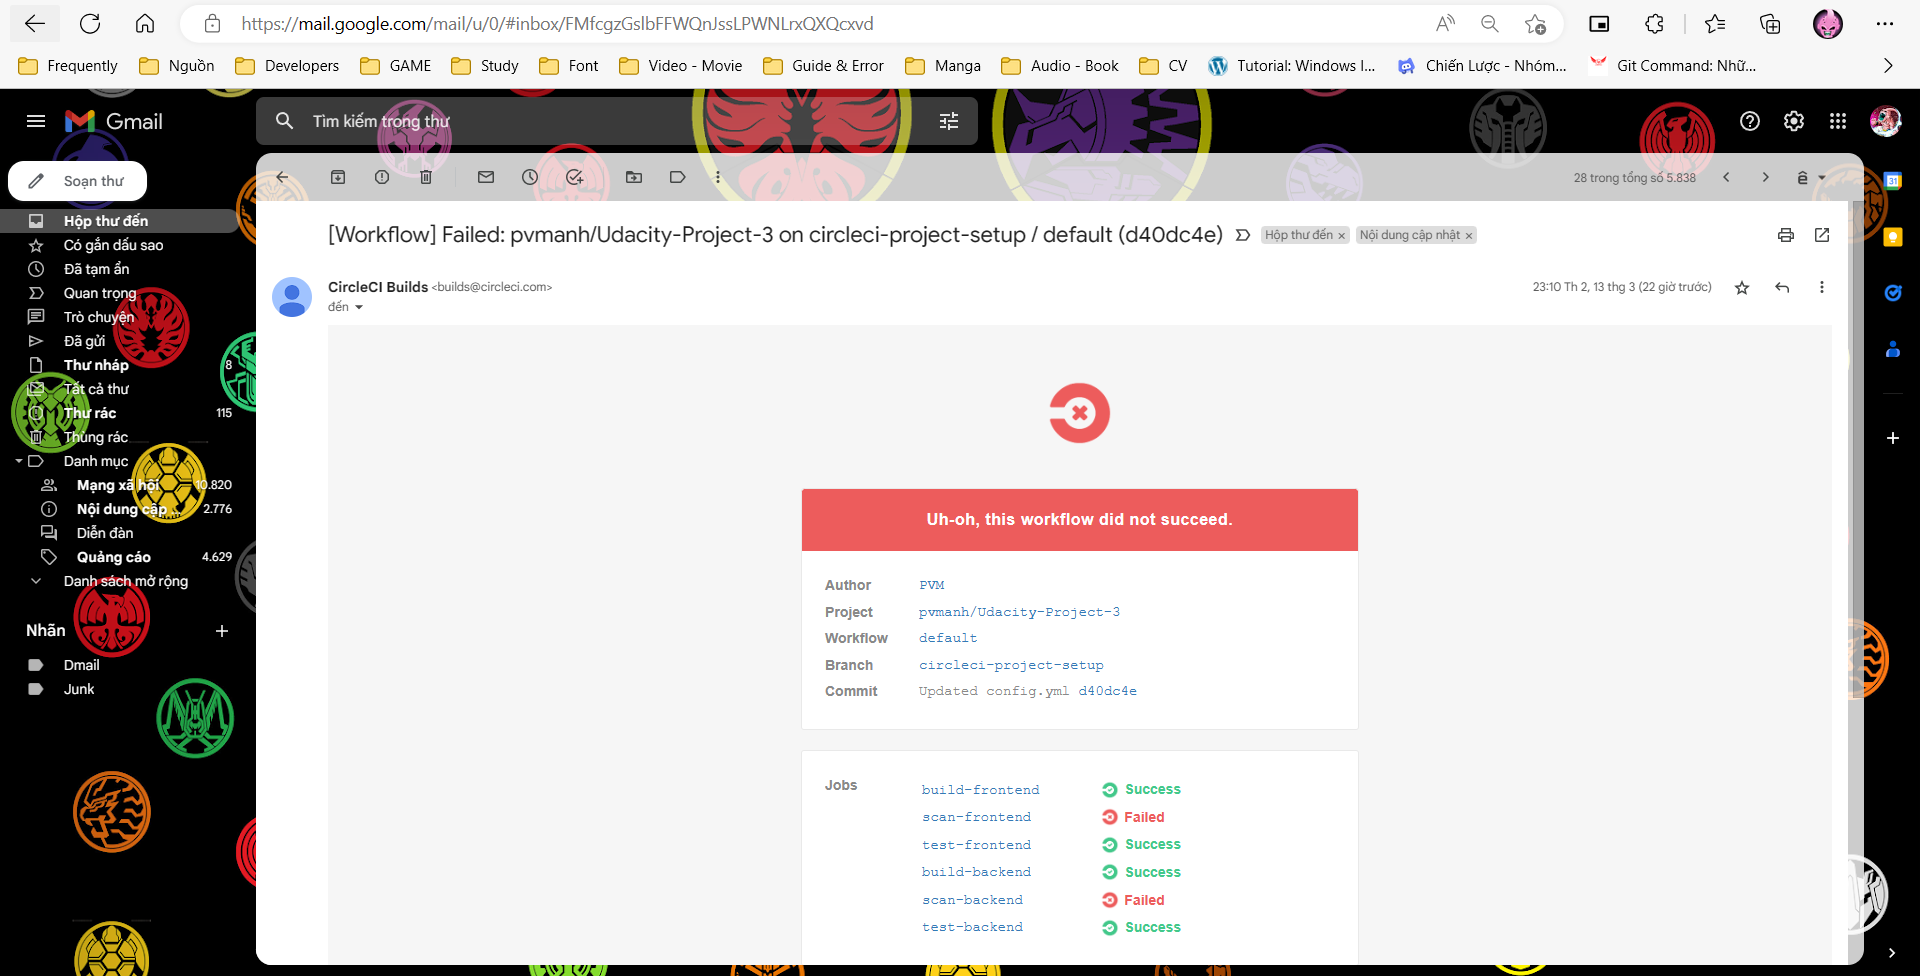 https://mail.google.com/mail/u/0/#inbox/FMfcgzGslbFFWQnJssLPWNLrxQXQcxvd
Frequently Nguồn Developers GAME Study Font Video - Movie Guide & Error Manga Audio - Book CV Tutorial: Windows I... Chiến Lược - Nhóm... Git Command: Nhữ...
Gmail
Tìm kiếm trong thư
Soạn thư
28 trong tổng số 5.838
ê
Hộp thư đến
Có gắn dấu sao
Đã tạm ẩn
Quan trọng
Trò chuyện
Đã gửi
Thư nháp 8
Tất cả thư
Thư rác 115
Thùng rác
Danh mục
Mạng xã hội 10.820
Nội dung cập ... 2.776
Diễn đàn
Quảng cáo 4.629
Danh sách mở rộng
Nhãn
Dmail
Junk
[Workflow] Failed: pvmanh/Udacity-Project-3 on circleci-project-setup / default (d40dc4e) Hộp thư đến × Nội dung cập nhật ×
CircleCI Builds <builds@circleci.com> 23:10 Th 2, 13 thg 3 (22 giờ trước)
đến
Uh-oh, this workflow did not succeed.
Author PVM
Project pvmanh/Udacity-Project-3
Workflow default
Branch circleci-project-setup
Commit Updated config.yml d40dc4e
Jobs
build-frontend Success
scan-frontend Failed
test-frontend Success
build-backend Success
scan-backend Failed
test-backend Success
31